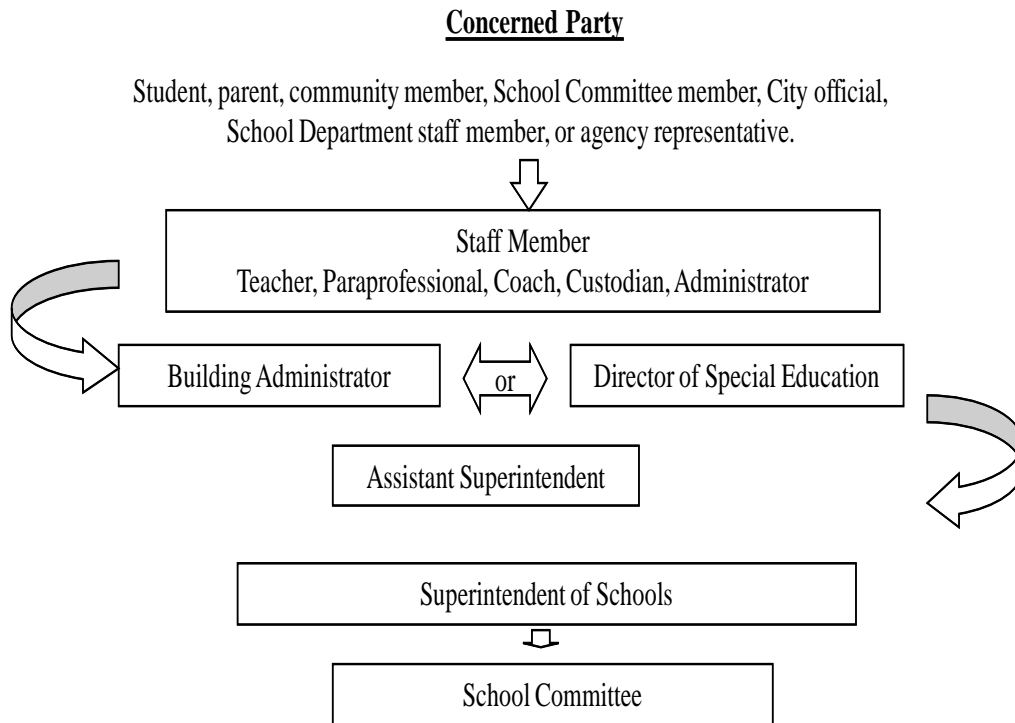 Concerned Party
Student, parent, community member, School Committee member, City official,
School Department staff member, or agency representative.
Staff Member
Teacher, Paraprofessional, Coach, Custodian, Administrator
Building Administrator
or
Director of Special Education
Assistant Superintendent
Superintendent of Schools
School Committee